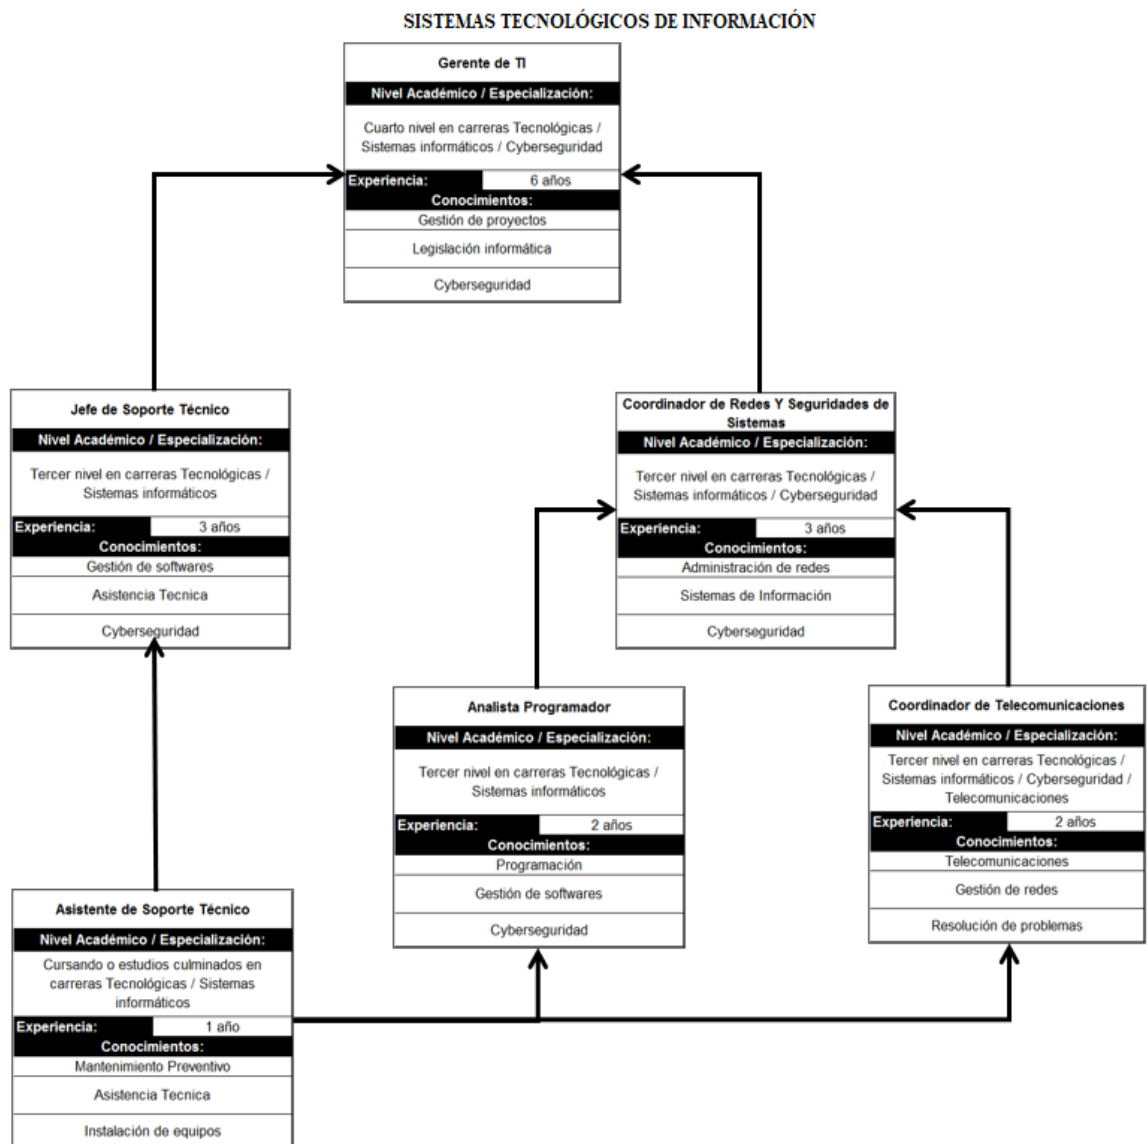 SISTEMAS TECNOLÓGICOS DE INFORMACIÓN
Gerente de TI
Nivel Académico / Especialización:
Cuarto nivel en carreras Tecnológicas /
Sistemas informáticos / Cyberseguridad
Experiencia: 6 años
Conocimientos:
Gestión de proyectos
Legislación informática
Cyberseguridad
Jefe de Soporte Técnico
Nivel Académico / Especialización:
Tercer nivel en carreras Tecnológicas /
Sistemas informáticos
Experiencia: 3 años
Conocimientos:
Gestión de softwares
Asistencia Tecnica
Cyberseguridad
Coordinador de Redes Y Seguridades de
Sistemas
Nivel Académico / Especialización:
Tercer nivel en carreras Tecnológicas /
Sistemas informáticos / Cyberseguridad
Experiencia: 3 años
Conocimientos:
Administración de redes
Sistemas de Información
Cyberseguridad
Analista Programador
Nivel Académico / Especialización:
Tercer nivel en carreras Tecnológicas /
Sistemas informáticos
Experiencia: 2 años
Conocimientos:
Programación
Gestión de softwares
Cyberseguridad
Coordinador de Telecomunicaciones
Nivel Académico / Especialización:
Tercer nivel en carreras Tecnológicas /
Sistemas informáticos / Cyberseguridad /
Telecomunicaciones
Experiencia: 2 años
Conocimientos:
Telecomunicaciones
Gestión de redes
Resolución de problemas
Asistente de Soporte Técnico
Nivel Académico / Especialización:
Cursando o estudios culminados en
carreras Tecnológicas / Sistemas
informáticos
Experiencia: 1 año
Conocimientos:
Mantenimiento Preventivo
Asistencia Tecnica
Instalación de equipos